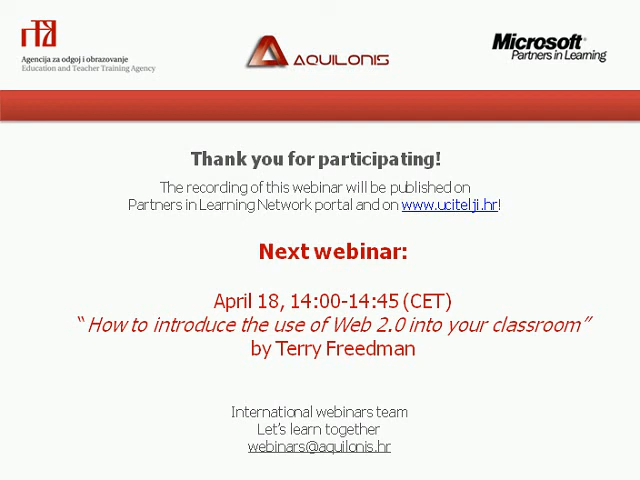 Agencija za odgoj i obrazovanje
Education and Teacher Training Agency
AQUILONIS
Microsoft®
Partners in Learning
Thank you for participating!
The recording of this webinar will be published on
Partners in Learning Network portal and on www.ucitelji.hr!
Next webinar:
April 18, 14:00-14:45 (CET)
“How to introduce the use of Web 2.0 into your classroom”
by Terry Freedman
International webinars team
Let’s learn together
webinars@aquilonis.hr